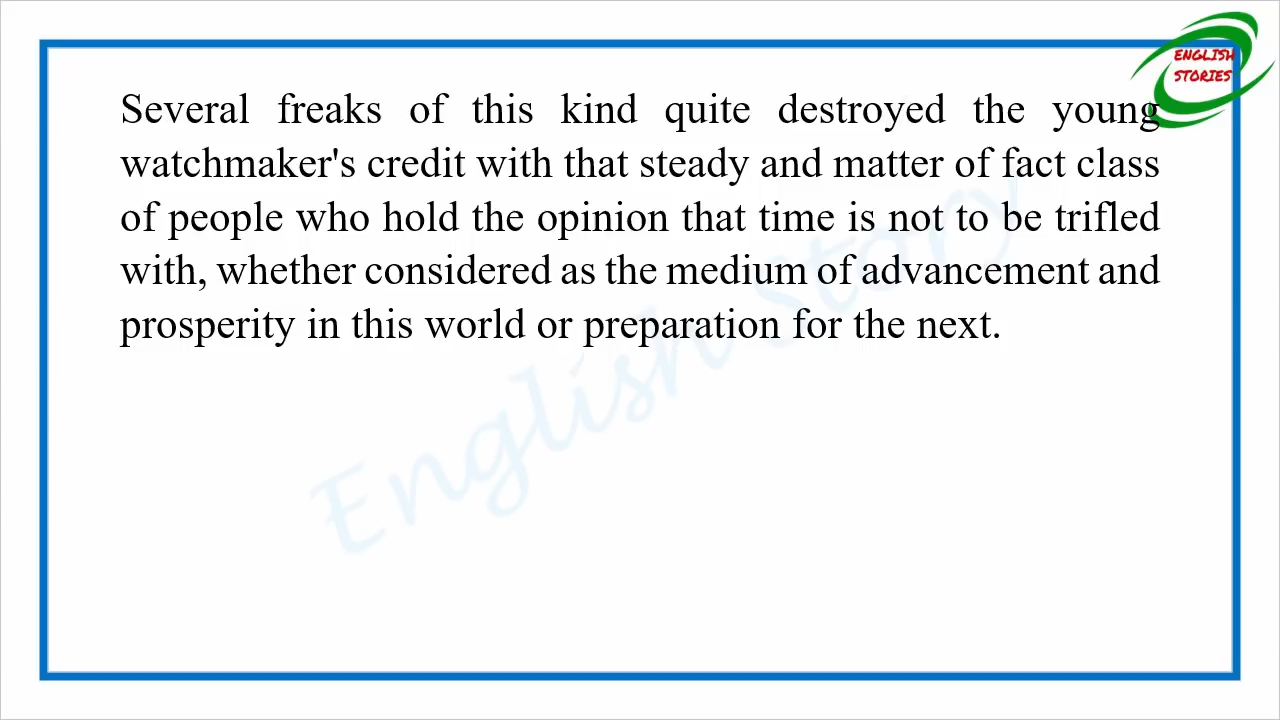 ENGLISH
STORIES
Several freaks of this kind quite destroyed the young
watchmaker's credit with that steady and matter of fact class
of people who hold the opinion that time is not to be trifled
with, whether considered as the medium of advancement and
prosperity in this world or preparation for the next.
English Story